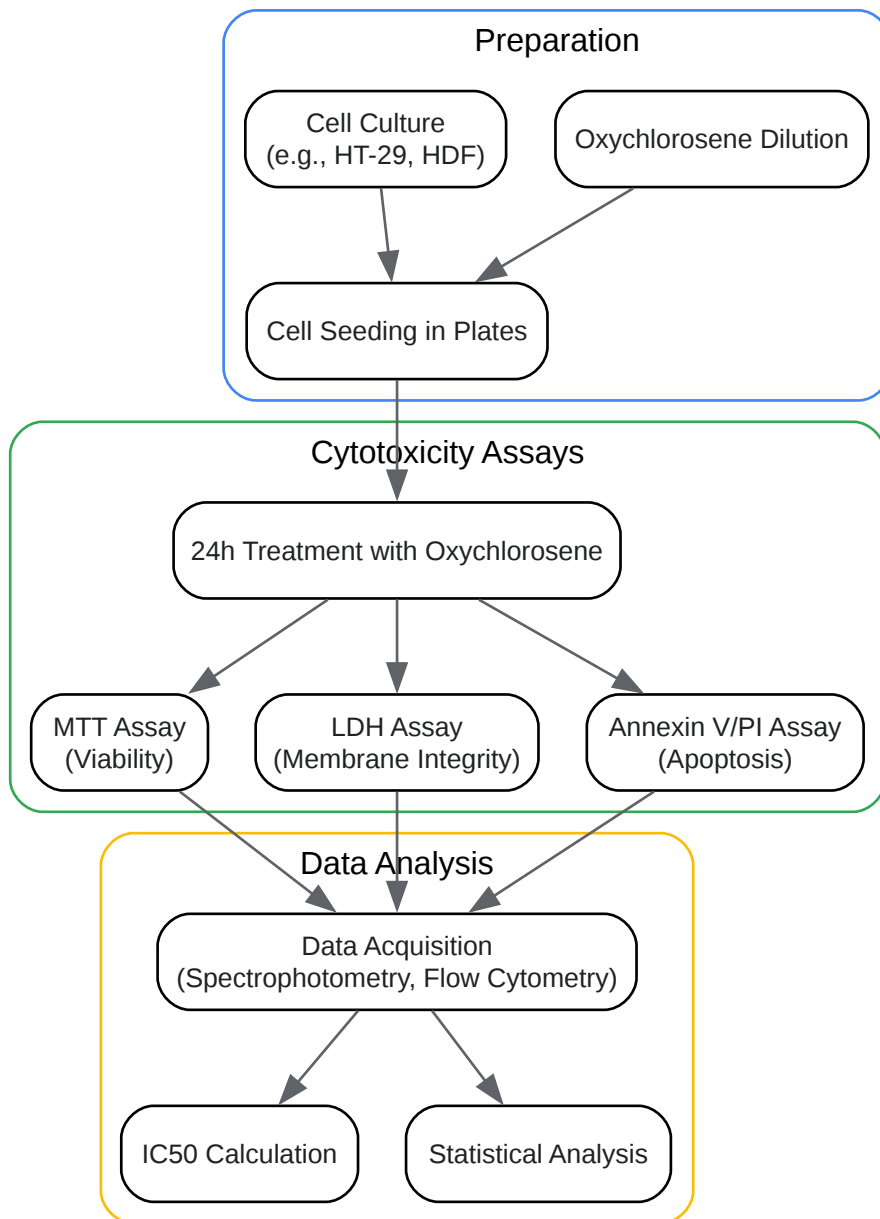 Preparation
Cell Culture
(e.g., HT-29, HDF)
Oxychlorosene Dilution
Cell Seeding in Plates
Cytotoxicity Assays
24h Treatment with Oxychlorosene
MTT Assay
(Viability)
LDH Assay
(Membrane Integrity)
Annexin V/PI Assay
(Apoptosis)
Data Analysis
Data Acquisition
(Spectrophotometry, Flow Cytometry)
IC50 Calculation
Statistical Analysis